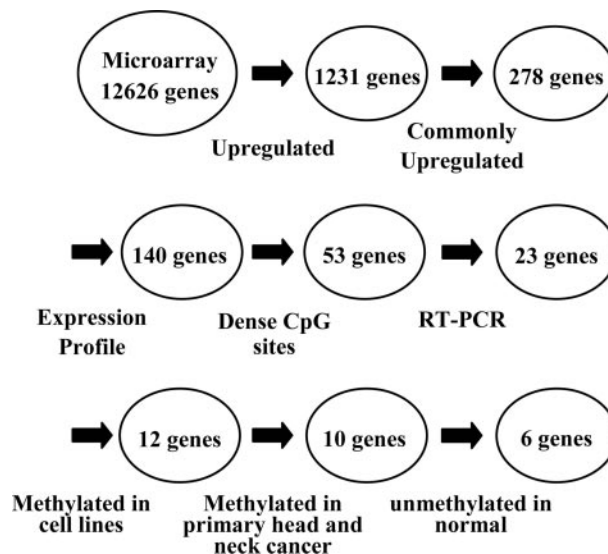 Microarray
12626 genes
1231 genes
278 genes
Upregulated
Commonly
Upregulated
140 genes
53 genes
23 genes
Expression
Profile
Dense CpG
sites
RT-PCR
12 genes
10 genes
6 genes
Methylated in
cell lines
Methylated in
primary head and
neck cancer
unmethylated in
normal